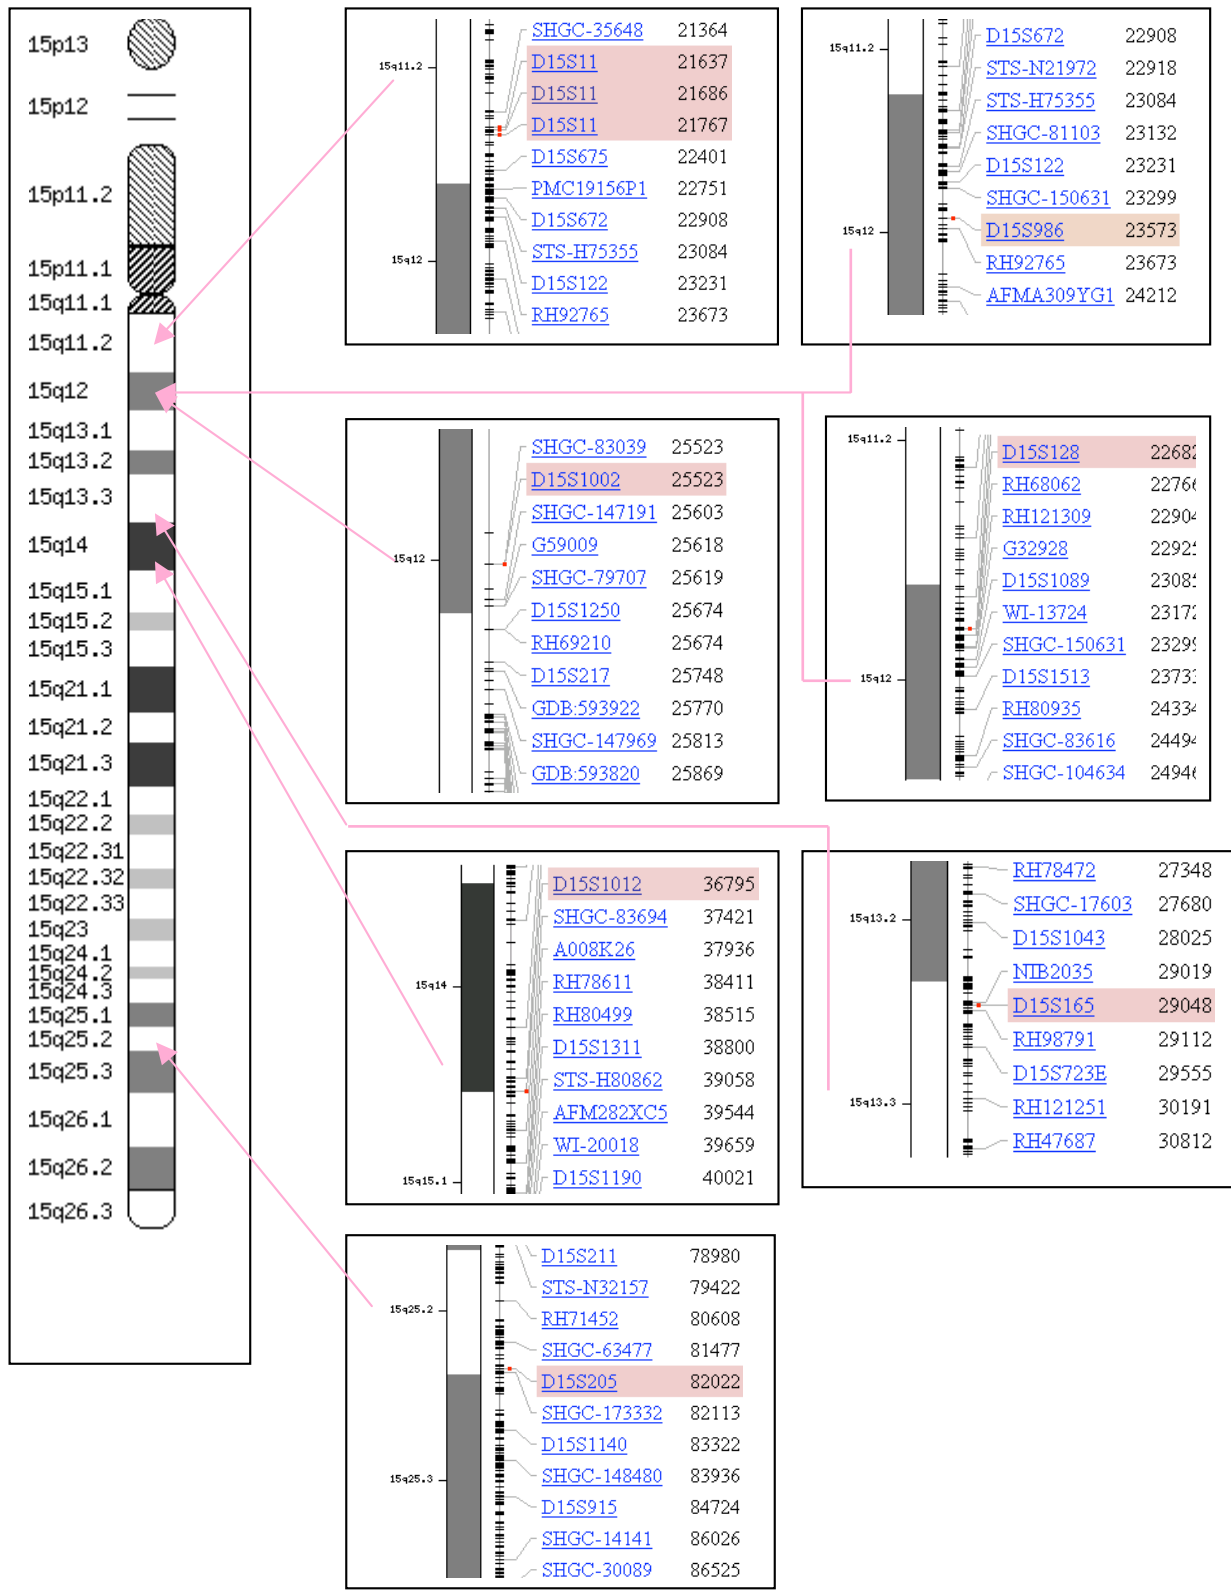 15p13
15p12
15p11.2
15p11.1
15q11.1
15q11.2
15q12
15q13.1
15q13.2
15q13.3
15q14
15q15.1
15q15.2
15q15.3
15q21.1
15q21.2
15q21.3
15q22.1
15q22.2
15q22.31
15q22.32
15q22.33
15q23
15q24.1
15q24.2
15q24.3
15q25.1
15q25.2
15q25.3
15q26.1
15q26.2
15q26.3
15q11.2
15q12
SHGC-35648 21364
D15S11 21637
D15S11 21686
D15S11 21767
D15S675 22401
PMC19156P1 22751
D15S672 22908
STS-H75355 23084
D15S122 23231
RH92765 23673
15q11.2
15q12
D15S672 22908
STS-N21972 22918
STS-H75355 23084
SHGC-81103 23132
D15S122 23231
SHGC-150631 23299
D15S986 23573
RH92765 23673
AFMA309YG1 24212
15q12
SHGC-83039 25523
D15S1002 25523
SHGC-147191 25603
G59009 25618
SHGC-79707 25619
D15S1250 25674
RH69210 25674
D15S217 25748
GDB:593922 25770
SHGC-147969 25813
GDB:593820 25869
15q11.2
15q12
D15S128 22682
RH68062 22766
RH121309 22904
G32928 2292
D15S1089 2308
WI-13724 23172
SHGC-150631 23299
D15S1513 2373
RH80935 24334
SHGC-83616 24494
SHGC-104634 24946
15q14
15q15.1
D15S1012 36795
SHGC-83694 37421
A008K26 37936
RH78611 38411
RH80499 38515
D15S1311 38800
STS-H80862 39058
AFM282XC5 39544
WI-20018 39659
D15S1190 40021
15q13.2
15q13.3
RH78472 27348
SHGC-17603 27680
D15S1043 28025
NIB2035 29019
D15S165 29048
RH98791 29112
D15S723E 29555
RH121251 30191
RH47687 30812
15q25.2
15q25.3
D15S211 78980
STS-N32157 79422
RH71452 80608
SHGC-63477 81477
D15S205 82022
SHGC-173332 82113
D15S1140 83322
SHGC-148480 83936
D15S915 84724
SHGC-14141 86026
SHGC-30089 86525